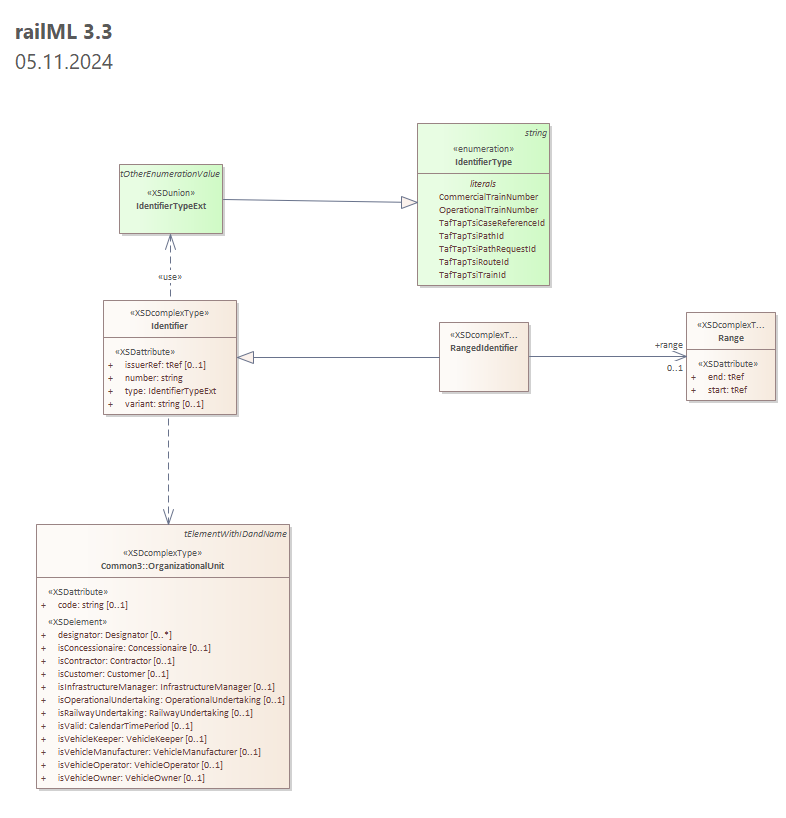 railML 3.3
05.11.2024
string
«enumeration»
IdentifierType
literals
CommercialTrainNumber
OperationalTrainNumber
TafTapTsiCaseReferenceId
TafTapTsiPathId
TafTapTsiPathRequestId
TafTapTsiRouteId
TafTapTsiTrainId
tOtherEnumerationValue
«XSDunion»
IdentifierTypeExt
«use»
«XSDcomplexType»
Identifier
«XSDattribute»
+ issuerRef: tRef [0..1]
+ number: string
+ type: IdentifierTypeExt
+ variant: string [0..1]
«XSDcomplexT...
RangedIdentifier
+range
0..1
«XSDcomplexT...
Range
«XSDattribute»
+ end: tRef
+ start: tRef
tElementWithIDandName
«XSDcomplexType»
Common3::OrganizationalUnit
«XSDattribute»
+ code: string [0..1]
«XSDelement»
+ designator: Designator [0..*]
+ isConcessionaire: Concessionaire [0..1]
+ isContractor: Contractor [0..1]
+ isCustomer: Customer [0..1]
+ isInfrastructureManager: InfrastructureManager [0..1]
+ isOperationalUndertaking: OperationalUndertaking [0..1]
+ isRailwayUndertaking: RailwayUndertaking [0..1]
+ isValid: CalendarTimePeriod [0..1]
+ isVehicleKeeper: VehicleKeeper [0..1]
+ isVehicleManufacturer: VehicleManufacturer [0..1]
+ isVehicleOperator: VehicleOperator [0..1]
+ isVehicleOwner: VehicleOwner [0..1]